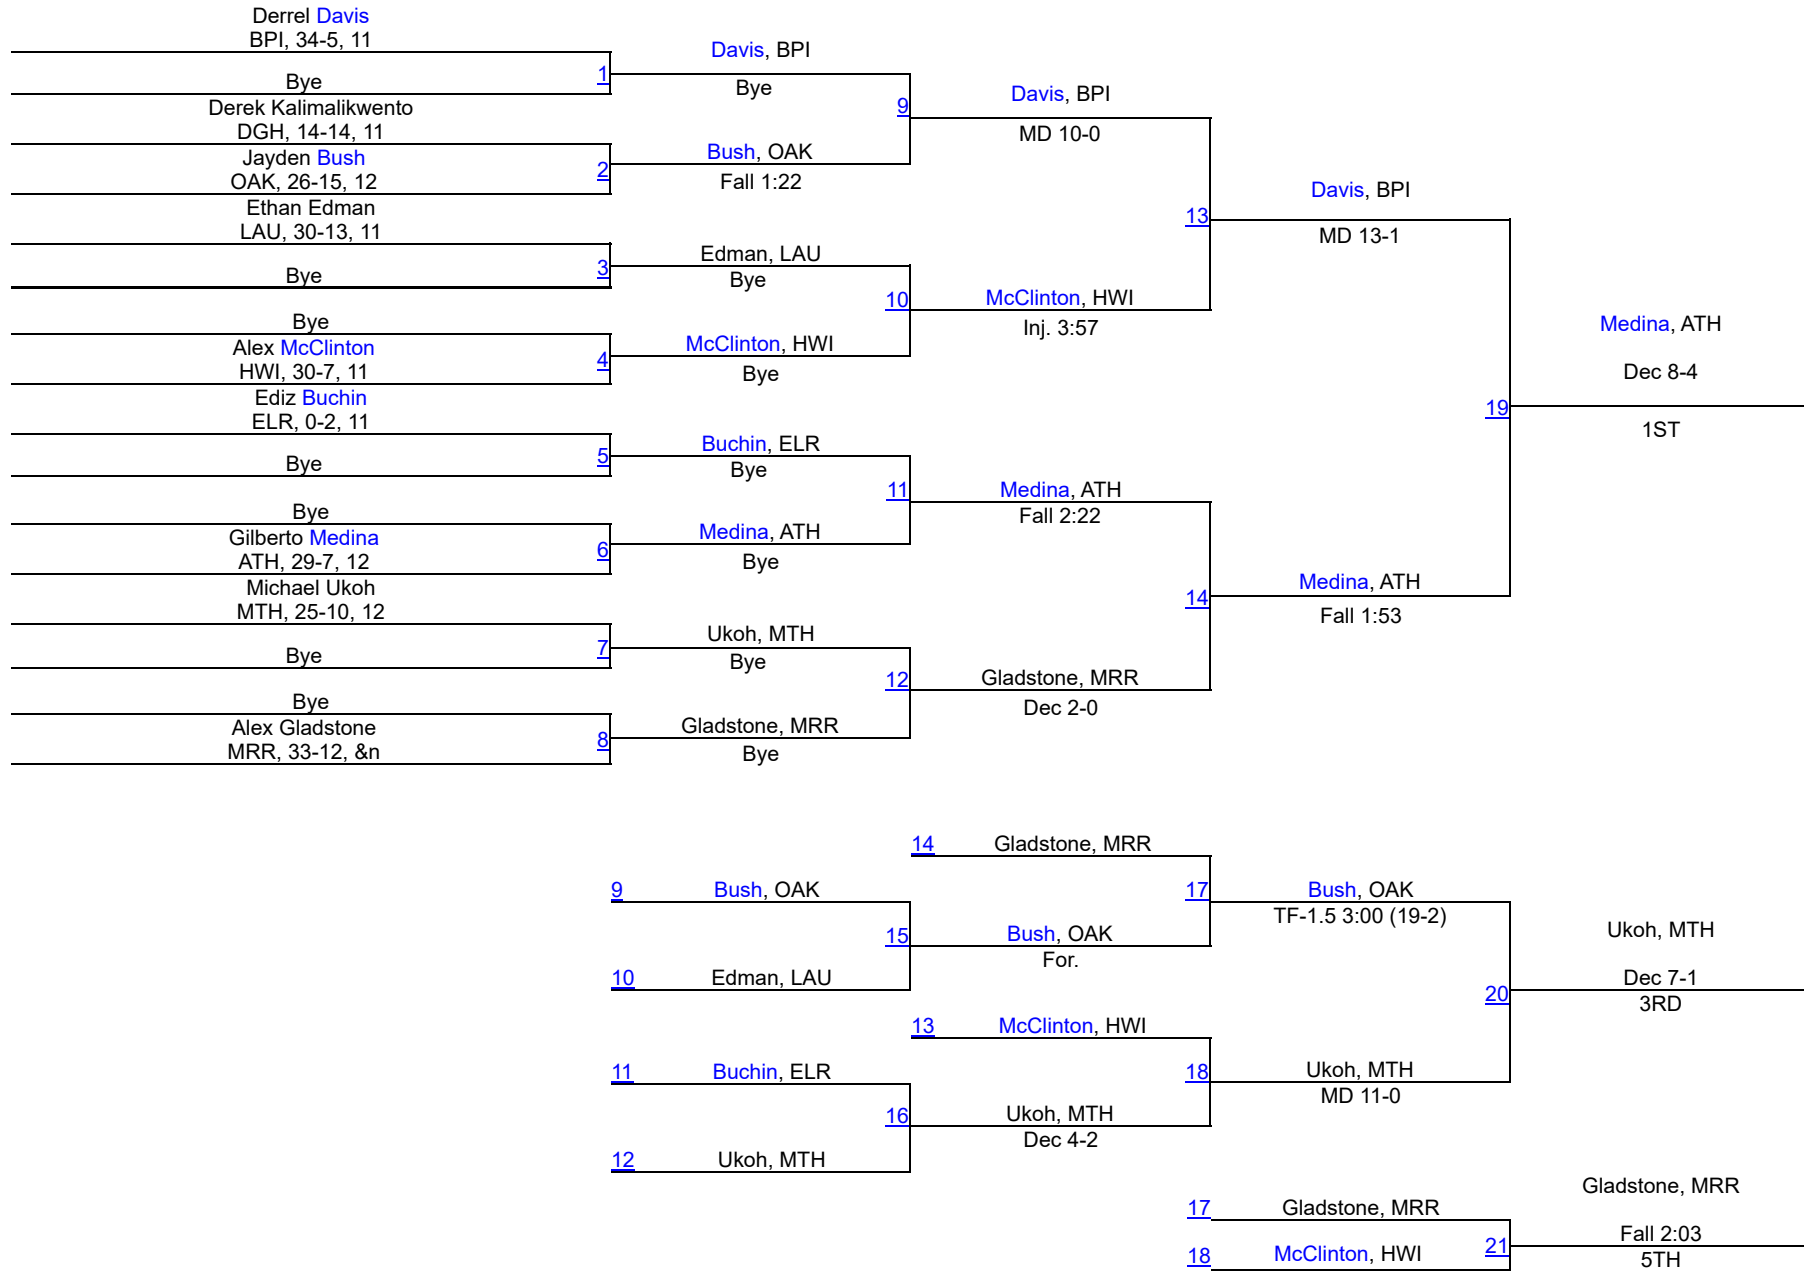 Derrel Davis
BPI, 34-5, 11
Bye
1
Derek Kalimalikwento
DGH, 14-14, 11
Jayden Bush
OAK, 26-15, 12
2
Ethan Edman
LAU, 30-13, 11
Bye
3
Bye
Alex McClinton
HWI, 30-7, 11
4
Ediz Buchin
ELR, 0-2, 11
Bye
5
Bye
Gilberto Medina
ATH, 29-7, 12
6
Michael Ukoh
MTH, 25-10, 12
Bye
7
Bye
Alex Gladstone
MRR, 33-12, &n
8
Davis, BPI
Bye
9
Bush, OAK
Fall 1:22
Edman, LAU
Bye
10
McClinton, HWI
Bye
Buchin, ELR
Bye
11
Medina, ATH
Bye
Ukoh, MTH
Bye
12
Gladstone, MRR
Bye
Davis, BPI
MD 10-0
13
McClinton, HWI
Inj. 3:57
Medina, ATH
Fall 2:22
14
Gladstone, MRR
Dec 2-0
Davis, BPI
MD 13-1
19
Medina, ATH
Fall 1:53
Medina, ATH
Dec 8-4
1ST
14 Gladstone, MRR
9 Bush, OAK
17
15
Bush, OAK
For.
10 Edman, LAU
13 McClinton, HWI
11 Buchin, ELR
18
16
Ukoh, MTH
Dec 4-2
12 Ukoh, MTH
Bush, OAK
TF-1.5 3:00 (19-2)
20
Ukoh, MTH
MD 11-0
Ukoh, MTH
Dec 7-1
3RD
17 Gladstone, MRR
18 McClinton, HWI
21
Gladstone, MRR
Fall 2:03
5TH